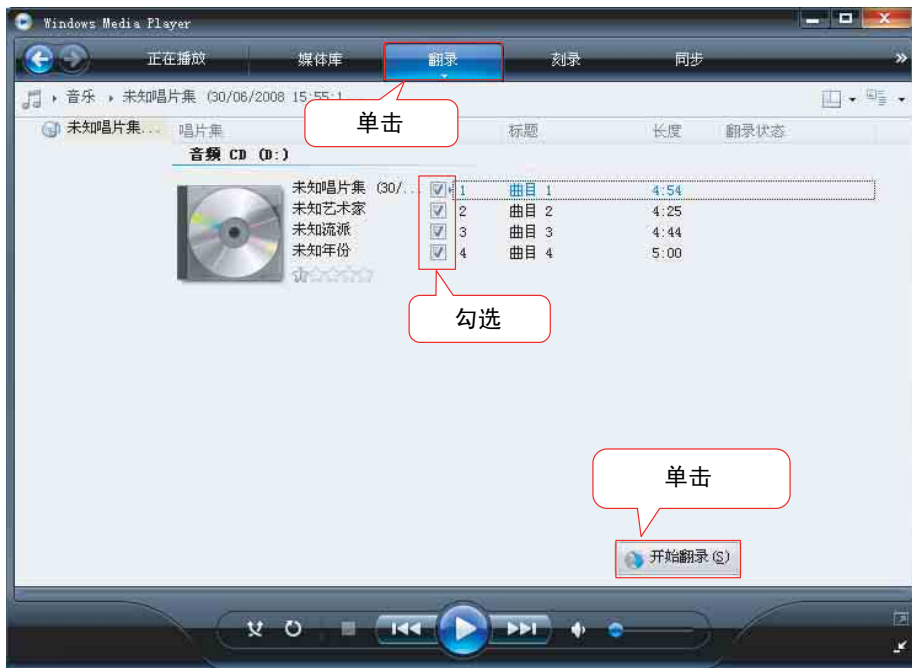 Windows Media Player
正在播放 媒体库 翻录 刻录 同步 »
音乐 未知唱片集 (30/06/2008 15:55:1
单击
未知唱片集... 唱片集 标题 长度 翻录状态
音频 CD (D:)
未知唱片集 (30/... 1 曲目 1 4:54
未知艺术家 2 曲目 2 4:25
未知流派 3 曲目 3 4:44
未知年份 4 曲目 4 5:00
勾选
单击
开始翻录(S)